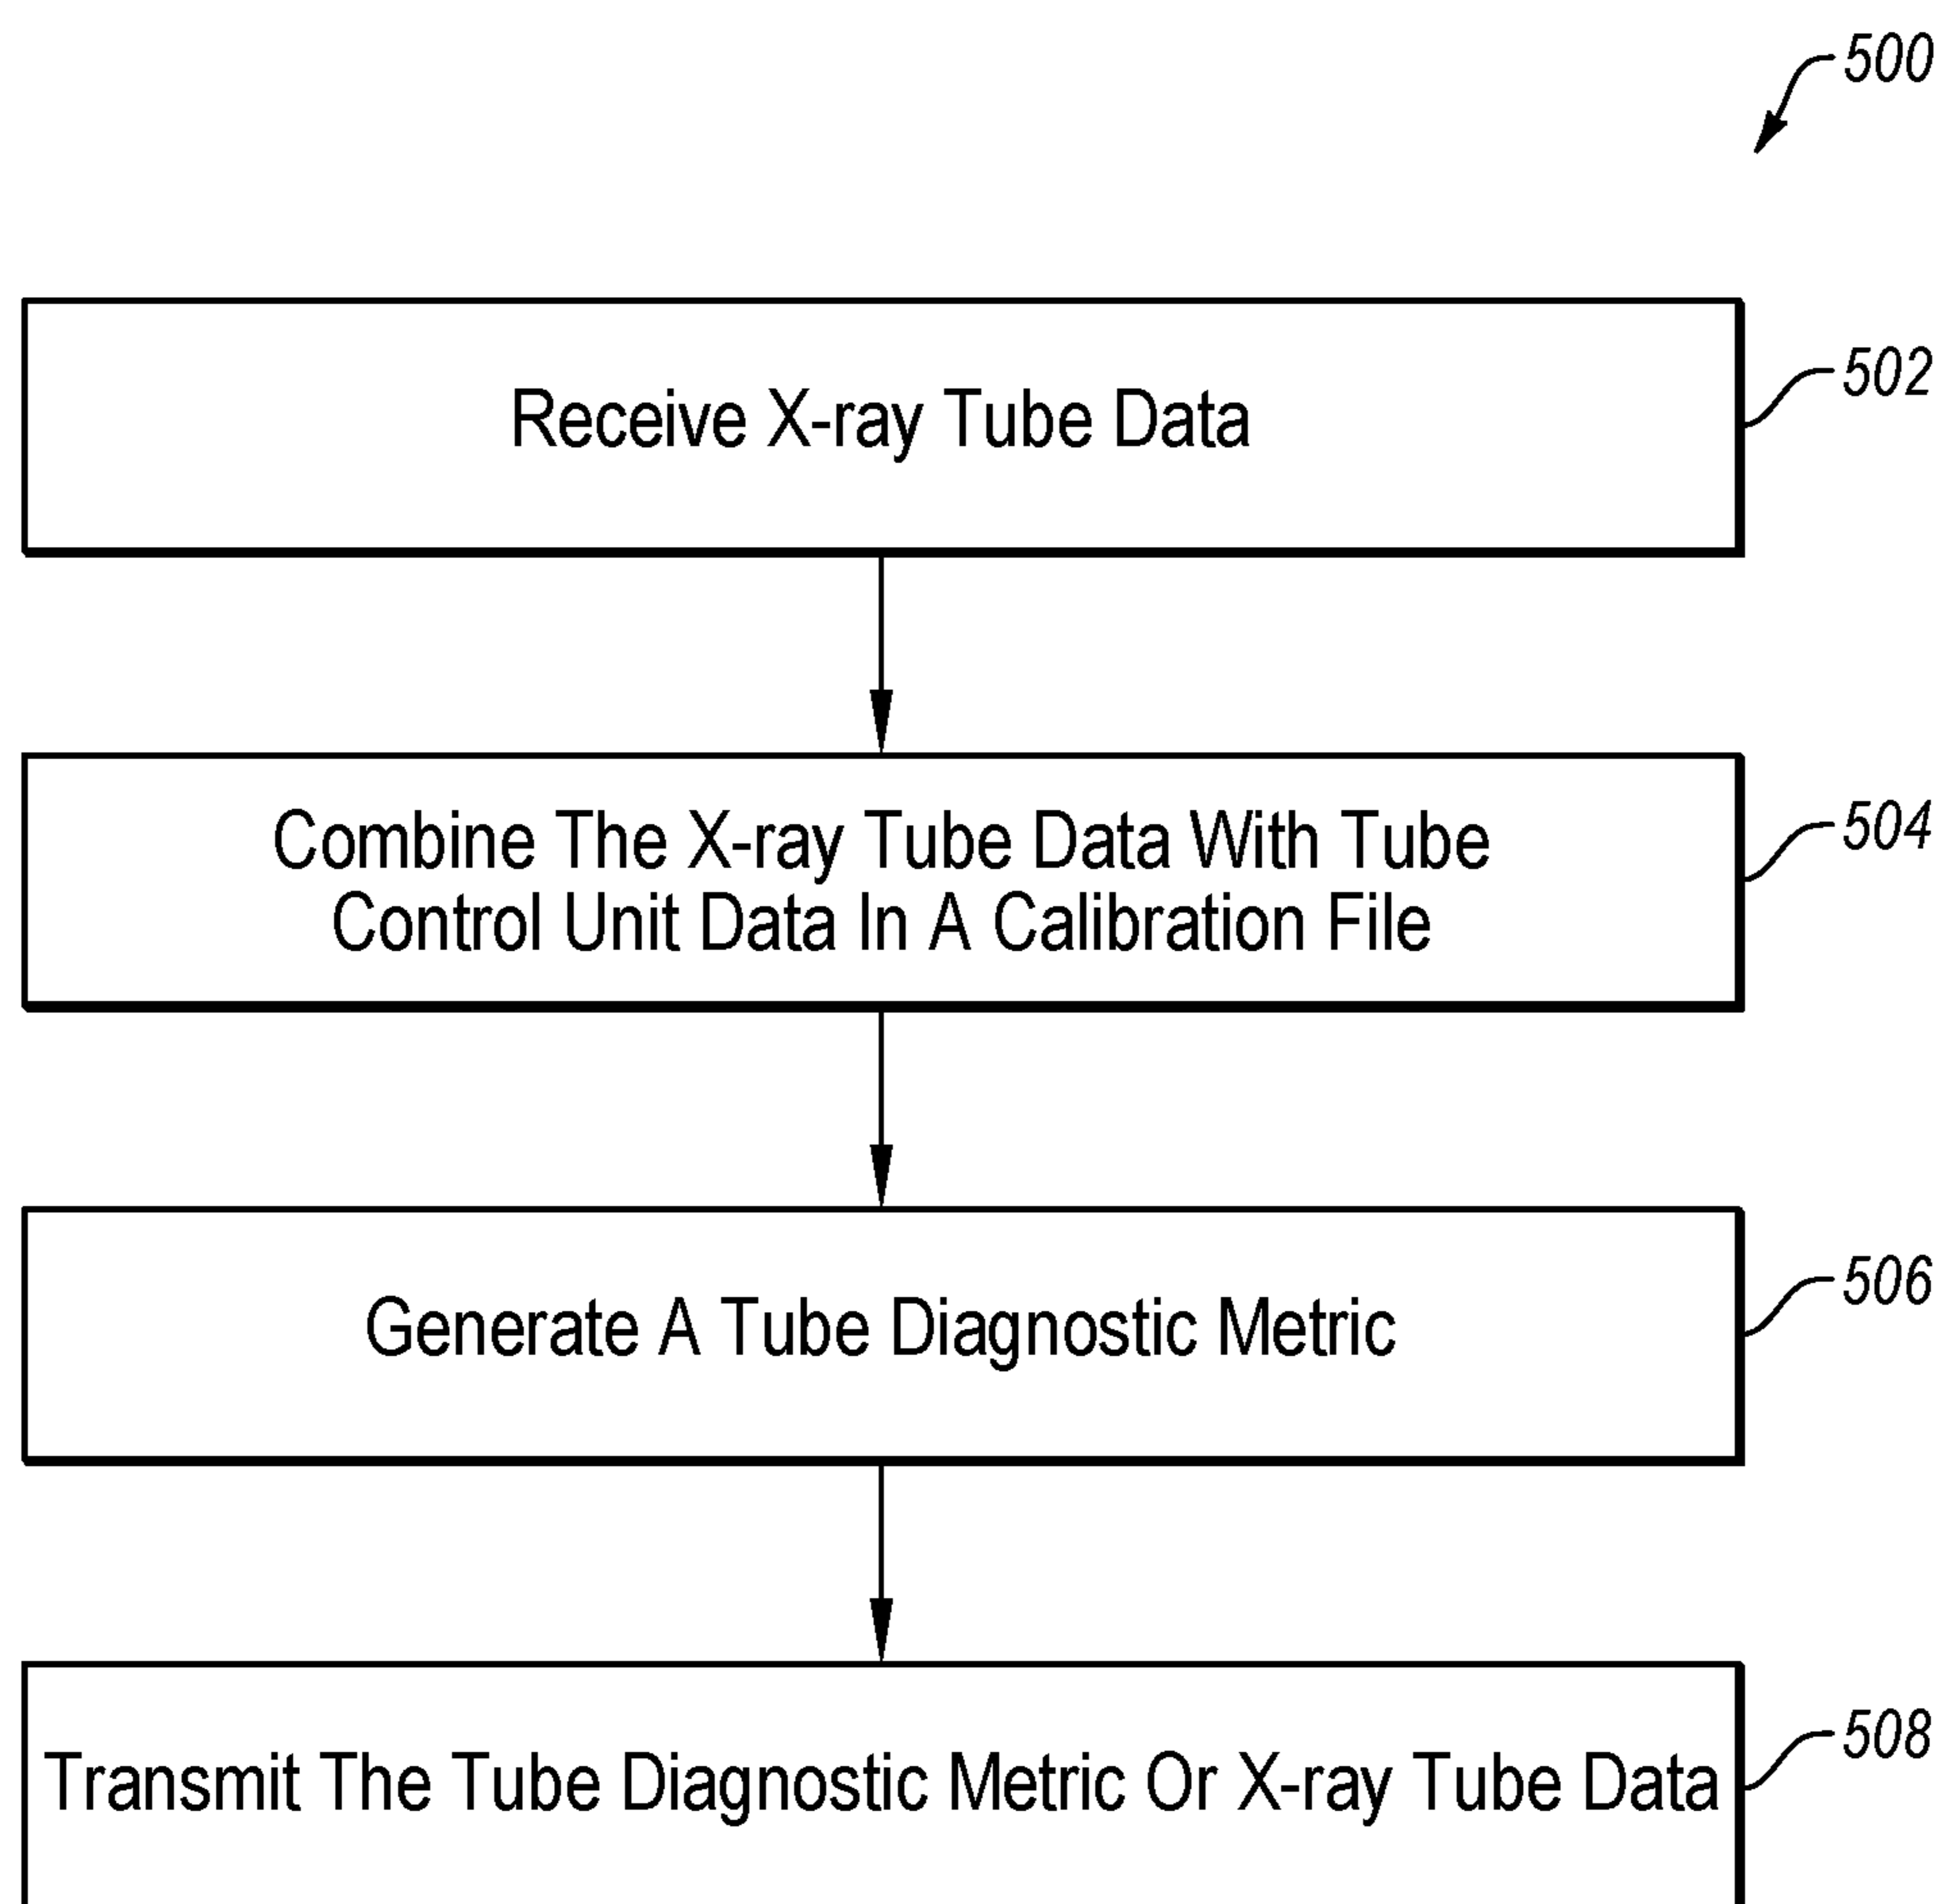 500
Receive X-ray Tube Data
502
Combine The X-ray Tube Data With Tube
Control Unit Data In A Calibration File
504
Generate A Tube Diagnostic Metric
506
Transmit The Tube Diagnostic Metric Or X-ray Tube Data
508